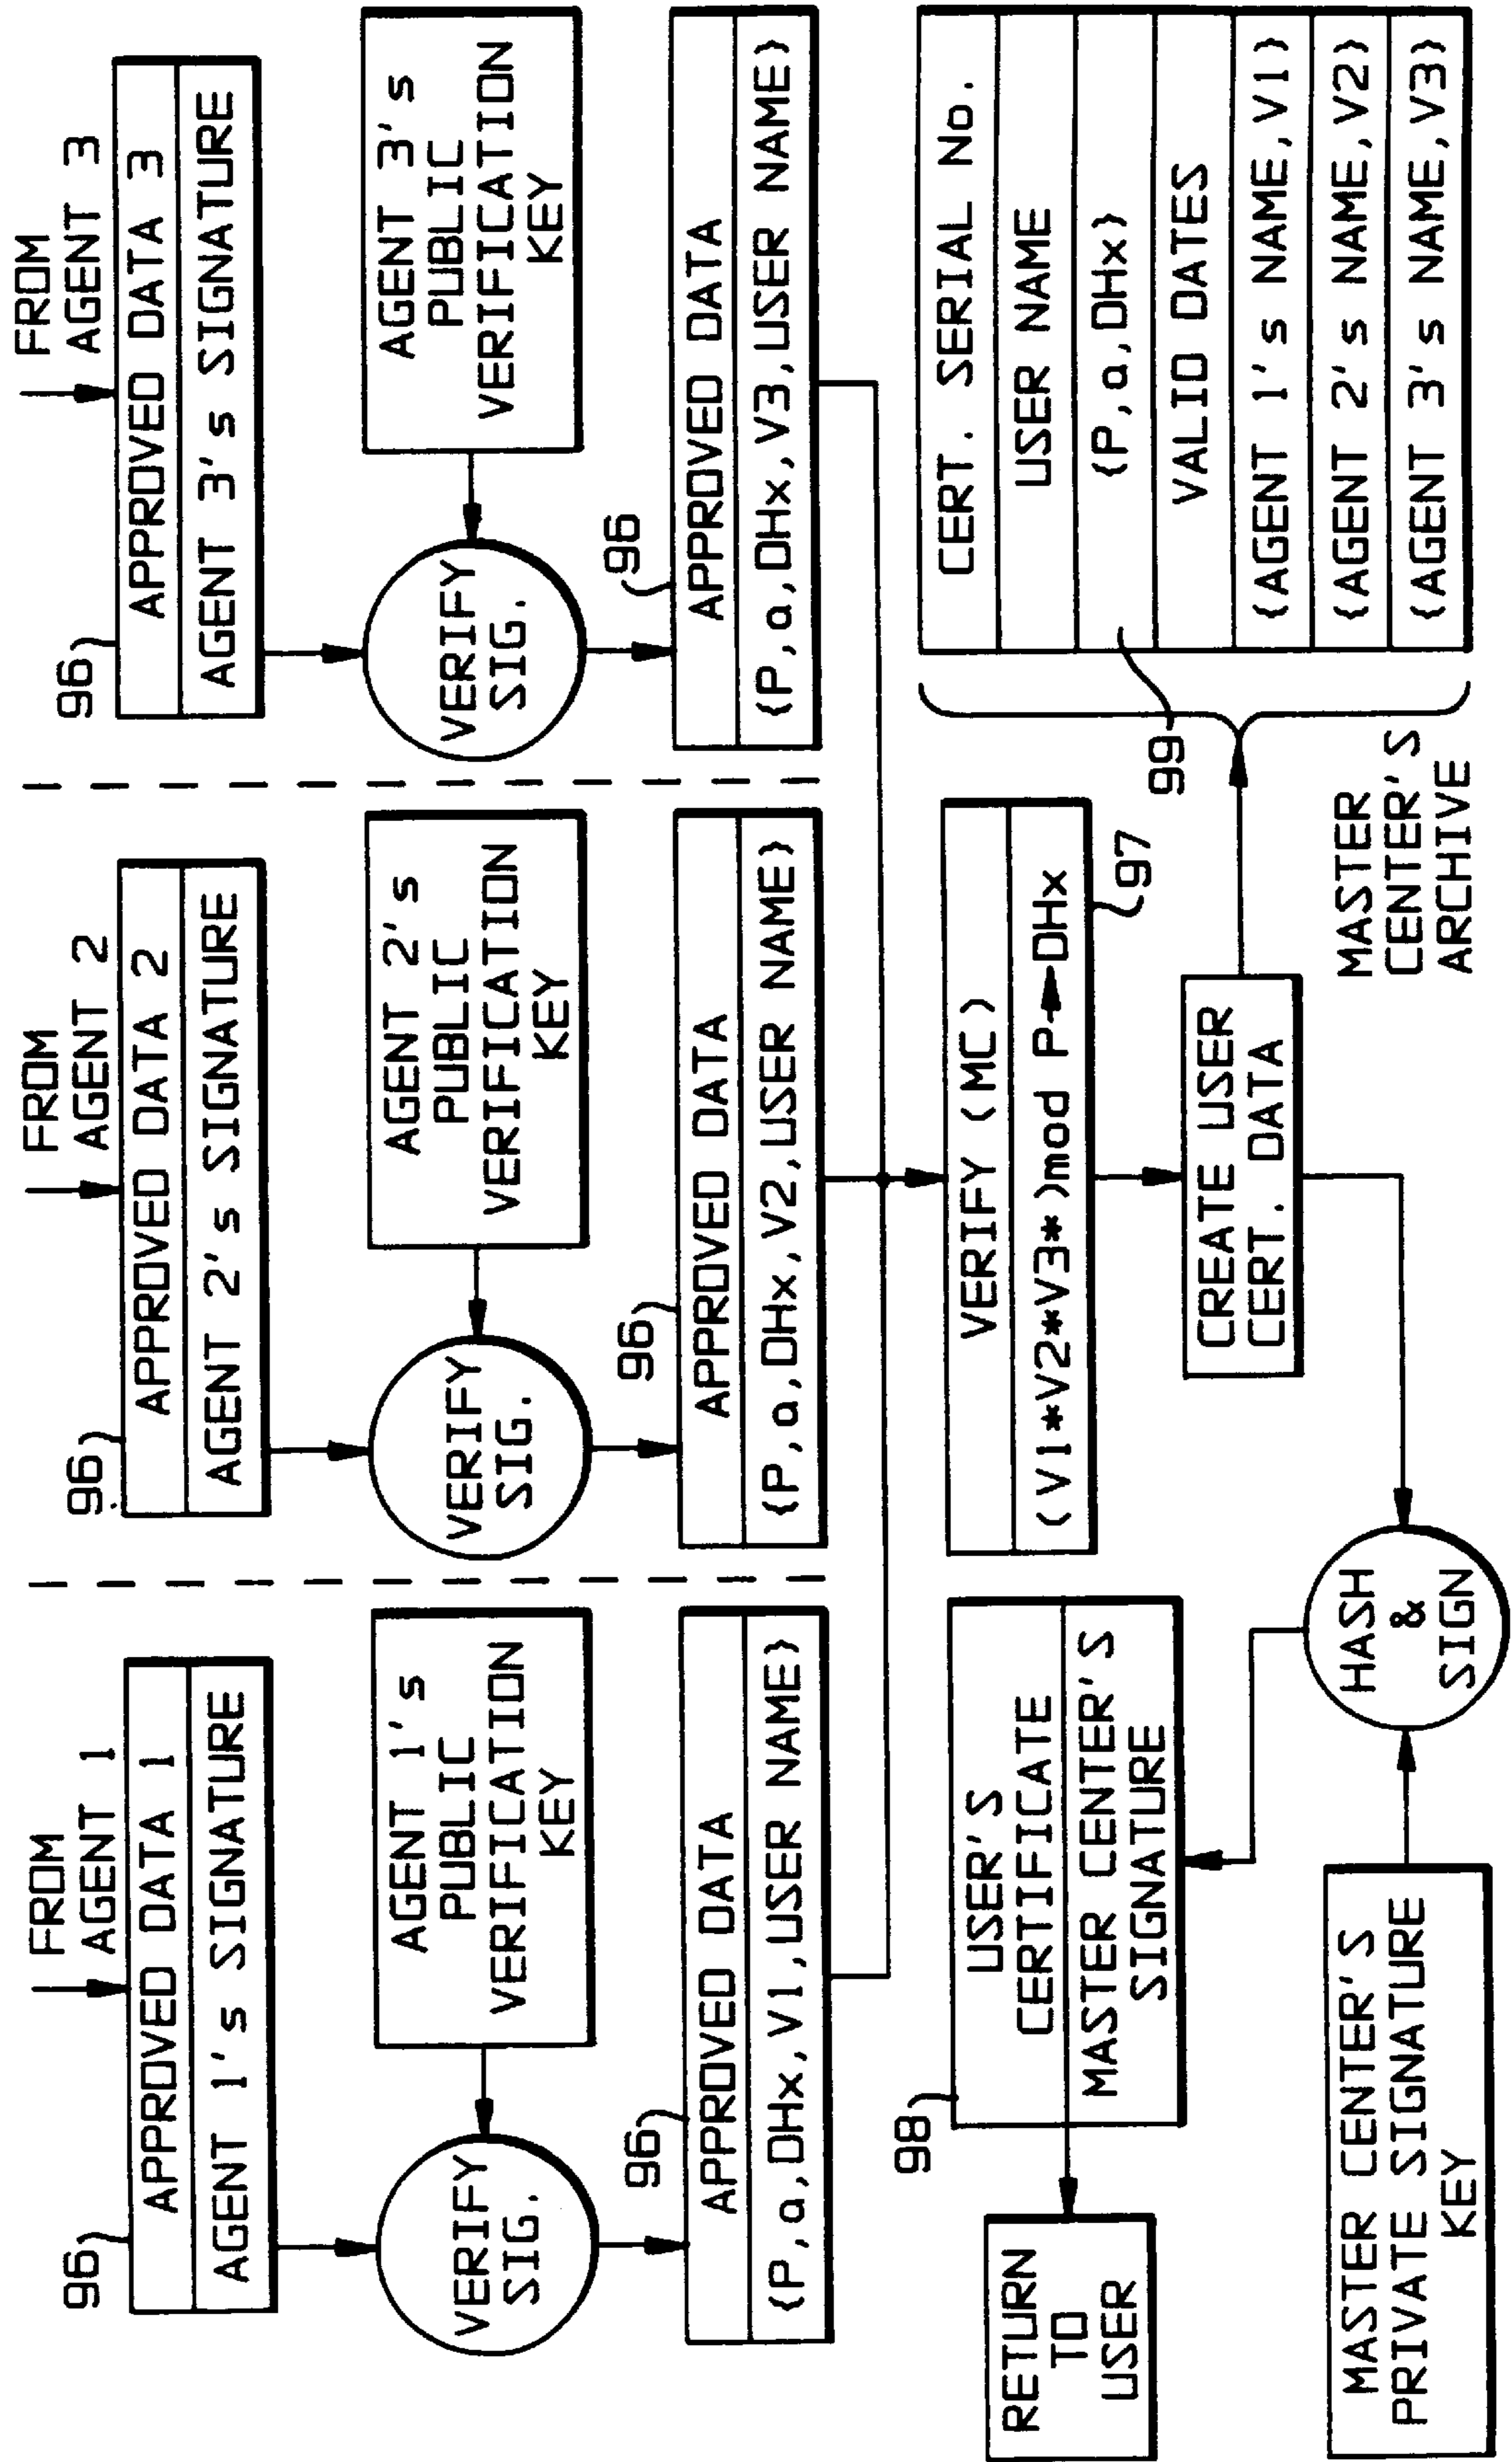 FROM
AGENT 1
96
APPROVED DATA 1
AGENT 1's SIGNATURE
AGENT 1's
PUBLIC
VERIFICATION
KEY
VERIFY
SIG.
96
APPROVED DATA
{P,a,DHx,V1,USER NAME}
FROM
AGENT 2
96
APPROVED DATA 2
AGENT 2's SIGNATURE
AGENT 2's
PUBLIC
VERIFICATION
KEY
VERIFY
SIG.
96
APPROVED DATA
{P,a,DHx,V2,USER NAME}
FROM
AGENT 3
96
APPROVED DATA 3
AGENT 3's SIGNATURE
AGENT 3's
PUBLIC
VERIFICATION
KEY
VERIFY
SIG.
96
APPROVED DATA
{P,a,DHx,V3,USER NAME}
98
USER'S
CERTIFICATE
MASTER CENTER'S
SIGNATURE
RETURN
TO
USER
MASTER CENTER'S
PRIVATE SIGNATURE
KEY
HASH
&
SIGN
VERIFY (MC)
(V1*V2*V3*)mod P→DHx
97
CREATE USER
CERT. DATA
MASTER
CENTER'S
ARCHIVE
99
CERT. SERIAL No.
USER NAME
{P,a,DHx}
VALID DATES
{AGENT 1's NAME,V1}
{AGENT 2's NAME,V2}
{AGENT 3's NAME,V3}